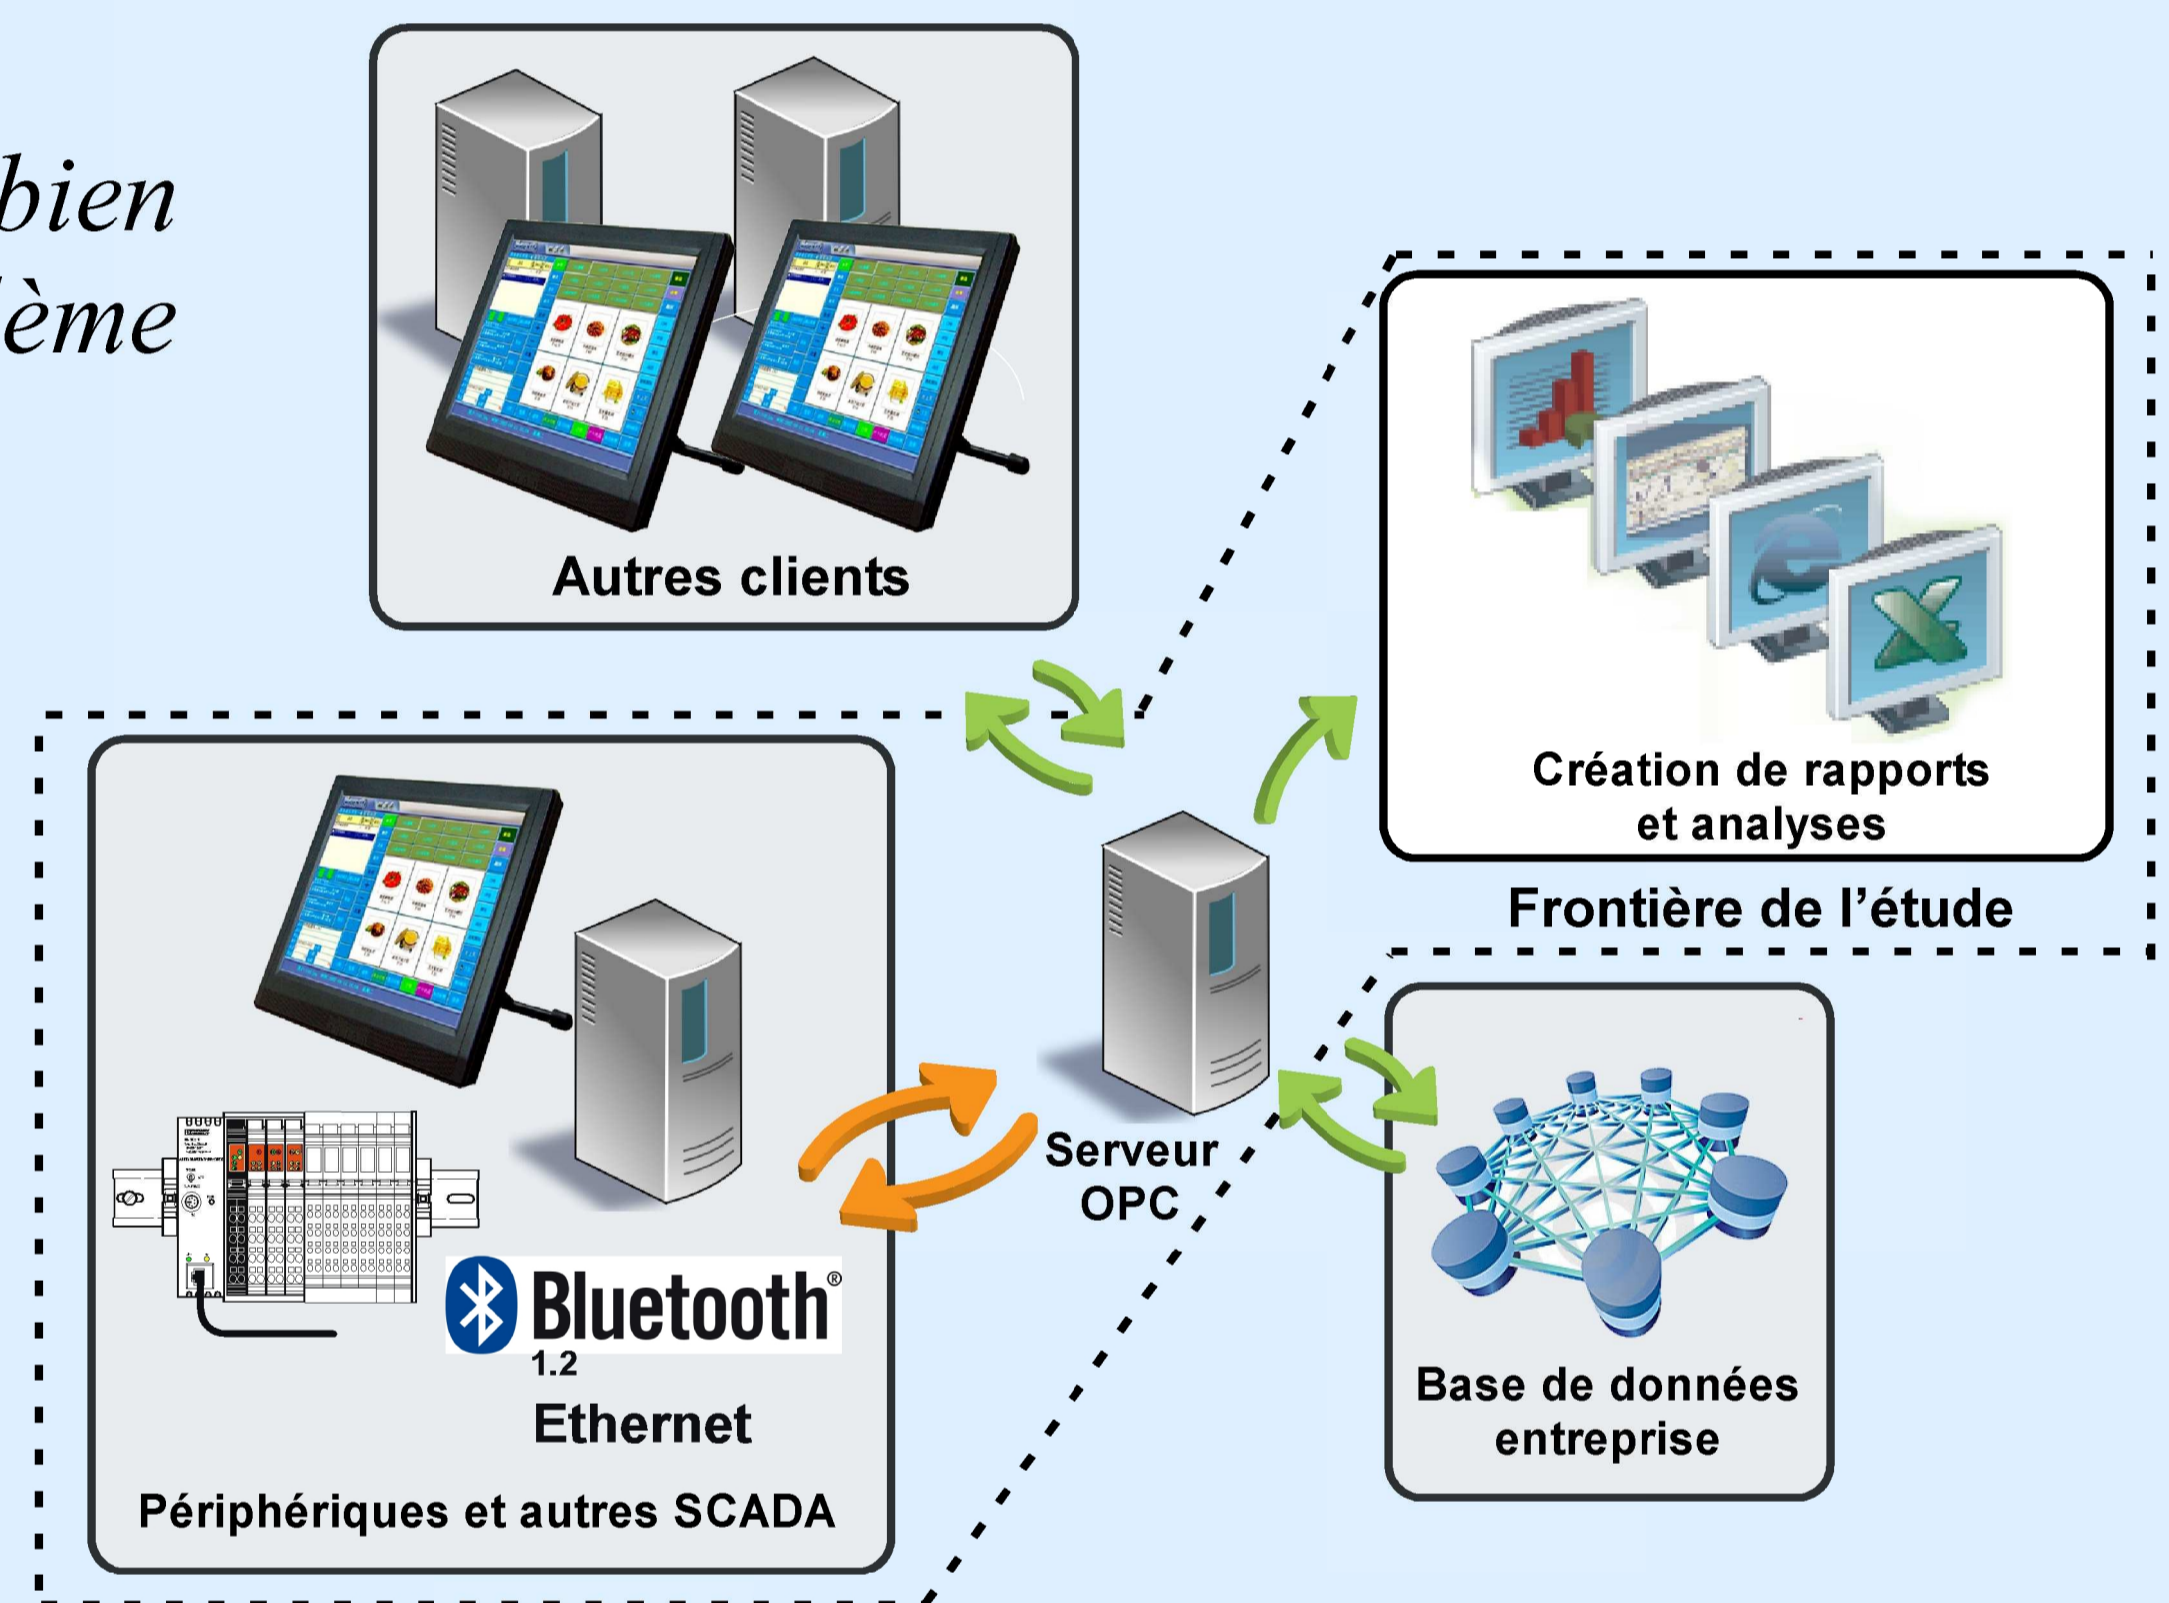 bien
ème
Autres clients
Création de rapports
et analyses
Frontière de l’étude
Serveur
OPC
Bluetooth®
1.2
Ethernet
Périphériques et autres SCADA
Base de données
entreprise